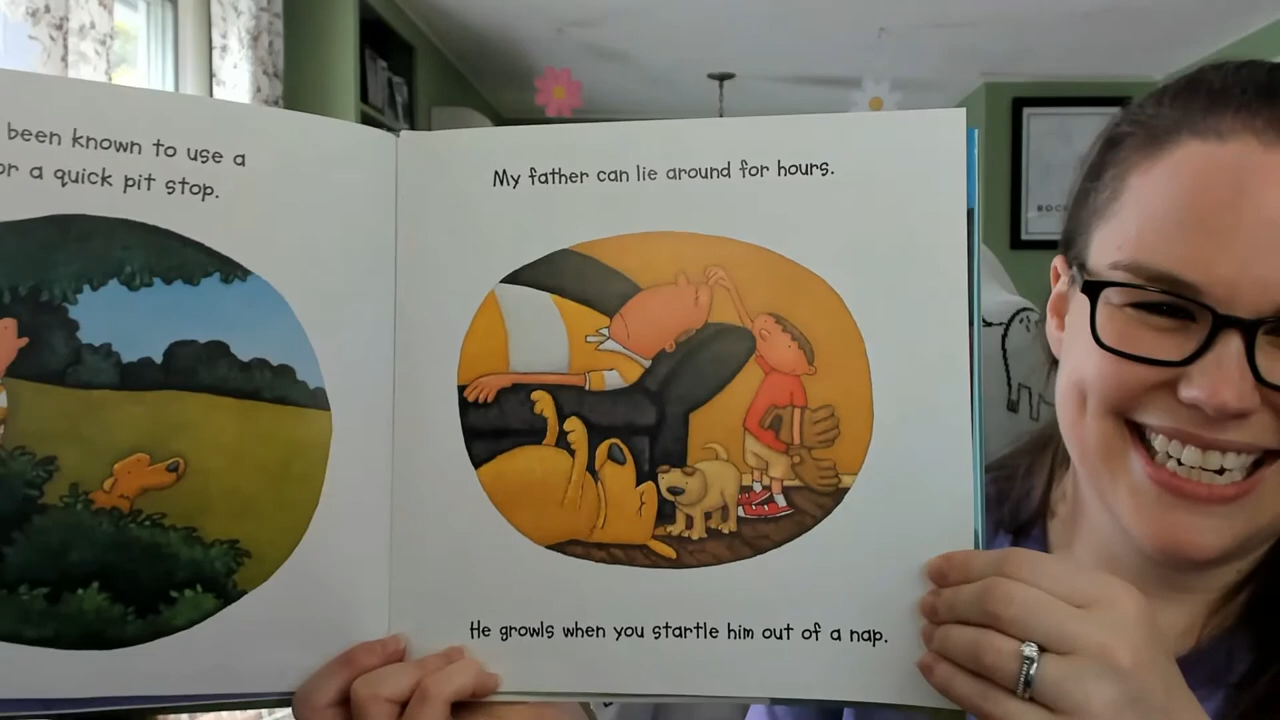 been known to use a
or a quick pit stop.
My father can lie around for hours.
He growls when you startle him out of a nap.
ROCK